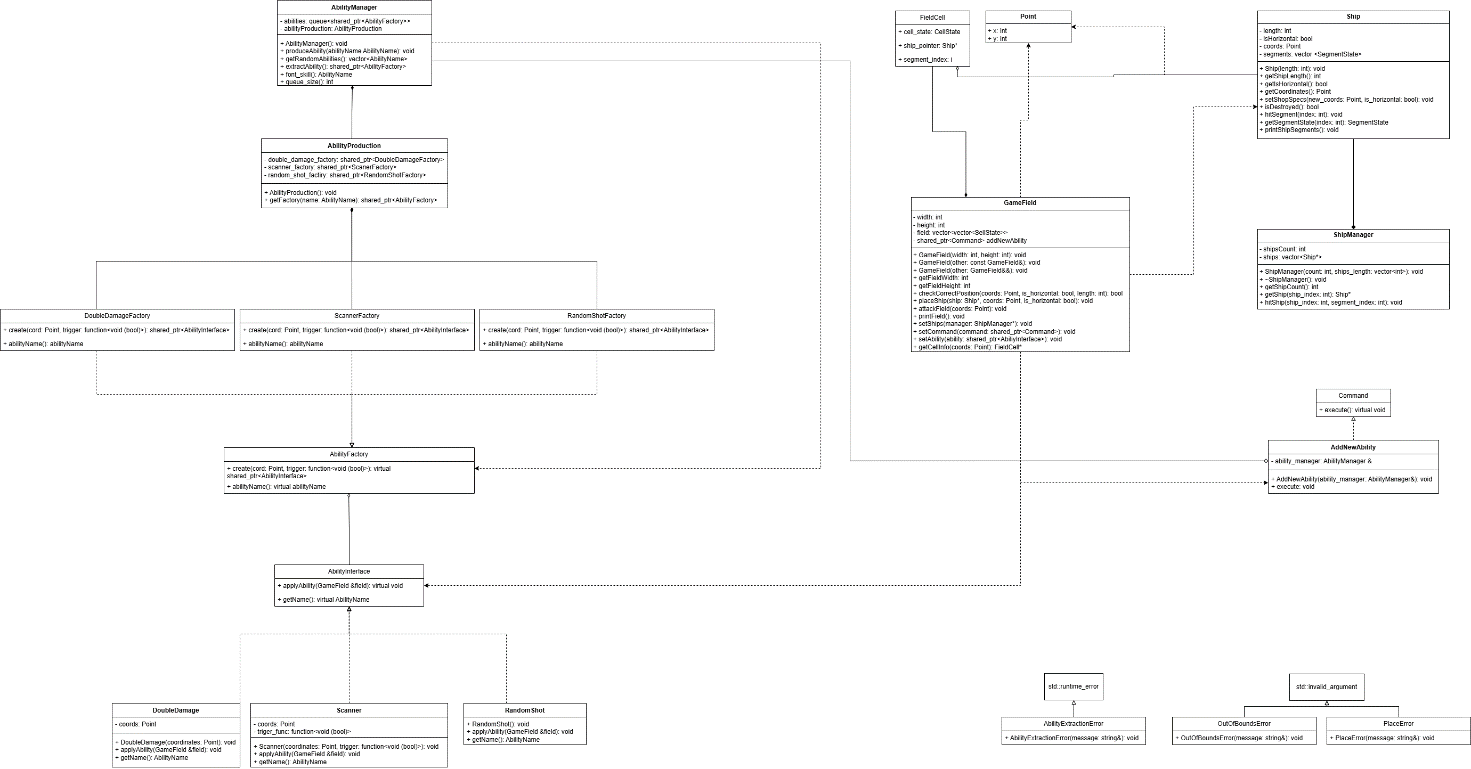 AbilityManager
- abilities: queue<shared_ptr<AbilityFactory>>
- abilityProduction: AbilityProduction
+ AbilityManager(): void
+ produceAbility(abilityName AbilityName): void
+ getRandomAbilities(): vector<AbilityName>
+ extractAbility(): shared_ptr<AbilityFactory>
+ font_skill(): AbilityName
+ queue_size(): int
AbilityProduction
- double_damage_factory: shared_ptr<DoubleDamageFactory>
- scanner_factory: shared_ptr<ScanerFactory>
- random_shot_factiry: shared_ptr<RandomShotFactory>
+ AbilityProduction(): void
+ getFactory(name: AbilityName): shared_ptr<AbilityFactory>
DoubleDamageFactory
+ create(cord: Point, trigger: function<void (bool)>): shared_ptr<AbilityInterface>
+ abilityName(): abilityName
ScannerFactory
+ create(cord: Point, trigger: function<void (bool)>): shared_ptr<AbilityInterface>
+ abilityName(): abilityName
RandomShotFactory
+ create(cord: Point, trigger: function<void (bool)>): shared_ptr<AbilityInterface>
+ abilityName(): abilityName
AbilityFactory
+ create(cord: Point, trigger: function<void (bool)>): virtual
shared_ptr<AbilityInterface>
+ abilityName(): virtual abilityName
AbilityInterface
+ applyAbility(GameField &field): virtual void
+ getName(): virtual AbilityName
DoubleDamage
- coords: Point
+ DoubleDamage(coordinates: Point): void
+ applyAbility(GameField &field): void
+ getName(): AbilityName
Scanner
- coords: Point
- triger_func: function<void (bool)>
+ Scanner(coordinates: Point, trigger: function<void (bool)>): void
+ applyAbility(GameField &field): void
+ getName(): AbilityName
RandomShot
+ RandomShot(): void
+ applyAbility(GameField &field): void
+ getName(): AbilityName
FieldCell
+ cell_state: CellState
+ ship_pointer: Ship*
+ segment_index: i
Point
+ x: int
+ y: int
Ship
- length: int
- isHorizontal: bool
- coords: Point
- segments: vector <SegmentState>
+ Ship(length: int): void
+ getShipLength(): int
+ getIsHorizontal(): bool
+ getCoordinates(): Point
+ setShopSpecs(new_coords: Point, is_horizontal: bool): void
+ isDestroyed(): bool
+ hitSegment(index: int): void
+ getSegmentState(index: int): SegmentState
+ printShipSegments(): void
GameField
- width: int
- height: int
- field: vector<vector<SellState>>
- shared_ptr<Command> addNewAbility
+ GameField(width: int, height: int): void
+ GameField(other: const GameField&): void
+ GameField(other: GameField&&): void
+ getFieldWidth: int
+ getFieldHeight: int
+ checkCorrectPosition(coords: Point, is_horizontal: bool, length: int): bool
+ placeShip(ship: Ship*, coords: Point, is_horizontal: bool): void
+ attackField(coords: Point): void
+ printField(): void
+ setShips(manager: ShipManager*): void
+ setCommand(command: shared_ptr<Command>): void
+ setAbility(ability: shared_ptr<AbiliyInterface>): void
+ getCellInfo(coords: Point): FieldCell*
ShipManager
- shipsCount: int
- ships: vector<Ship*>
+ ShipManager(count: int, ships_length: vector<int>): void
+ ~ShipManager(): void
+ getShipCount(): int
+ getShip(ship_index: int): Ship*
+ hitShip(ship_index: int, segment_index: int): void
Command
+ execute(): virtual void
AddNewAbility
- ability_manager: AbilityManager &
+ AddNewAbility(ability_manager: AbilityManager&): void
+ execute: void
std::runtime_error
AbilityExtractionError
+ AbilityExtractionError(message: string&): void
std::invalid_argument
OutOfBoundsError
+ OutOfBoundsError(message: string&): void
PlaceError
+ PlaceError(message: string&): void